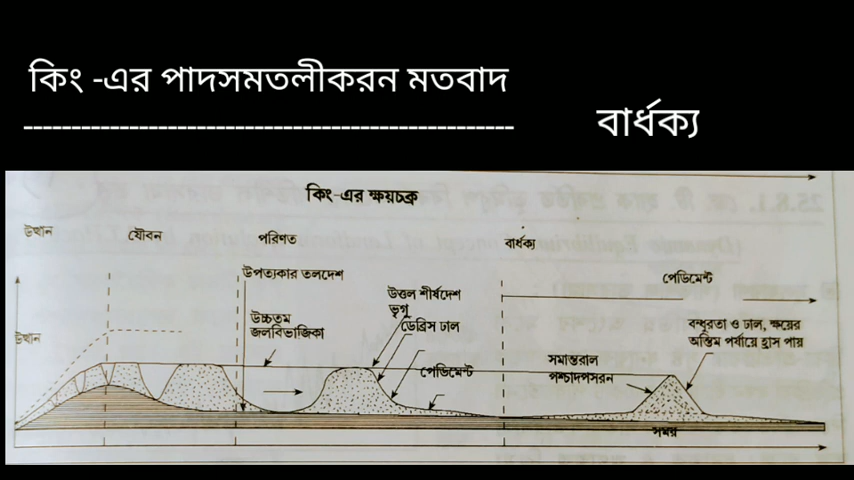 কিং -এর পাদসমতলীকরন মতবাদ
বার্ধক্য
কিং-এর ক্ষয়চক্র
উত্থান
যৌবন
পরিণত
বার্ধক্য
উপত্যকার তলদেশ
পেডিমেন্ট
উচ্চতম
জলবিভাজিকা
উত্তল শীর্ষদেশ
ভৃগু
ডেব্রিস ঢাল
পেডিমেন্ট
উত্থান
সমান্তরাল
পশ্চাদপসরন
বন্ধুরতা ও ঢাল, ক্ষয়ের
অন্তিম পর্যায়ে হ্রাস পায়
সময়